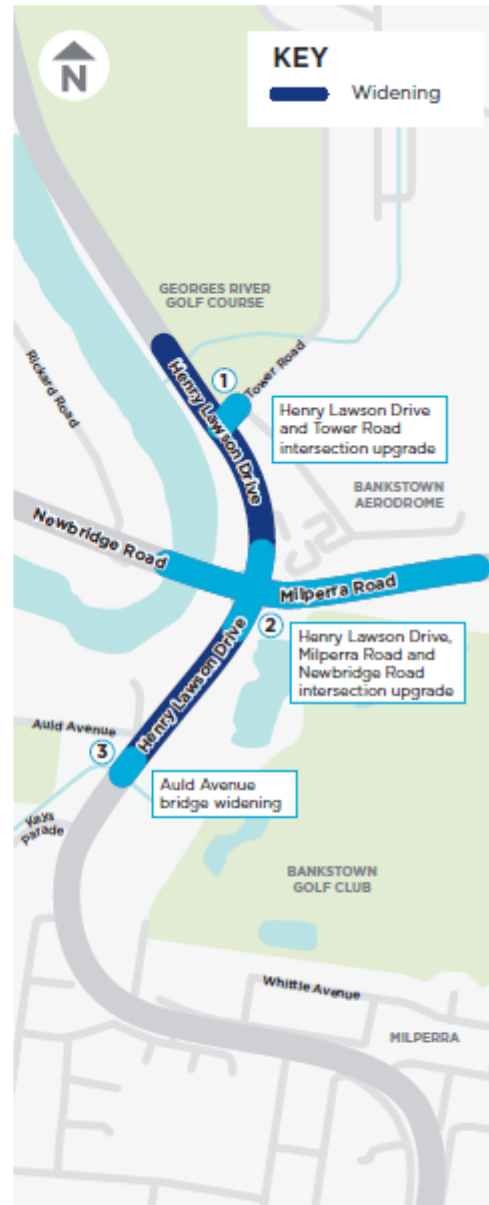 N
KEY
Widening
GEORGES RIVER
GOLF COURSE
Rickard Road
1
Tower Road
Henry Lawson Drive
Henry Lawson Drive
and Tower Road
intersection upgrade
BANKSTOWN
AERODROME
Newbridge Road
Milperra Road
2
Henry Lawson Drive,
Milperra Road and
Newbridge Road
intersection upgrade
Henry Lawson Drive
Auld Avenue
3
Auld Avenue
bridge widening
Keys
Parade
BANKSTOWN
GOLF CLUB
Whittle Avenue
MILPERRA